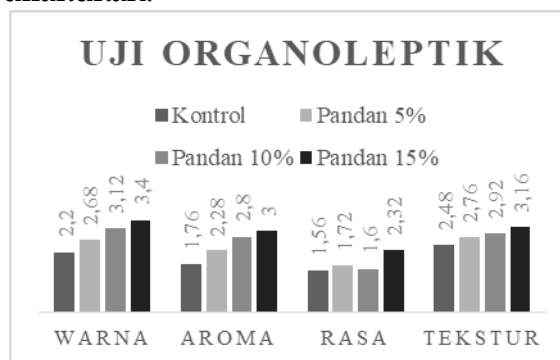 UJI ORGANOLEPTIK
Kontrol Pandan 5%
Pandan 10% Pandan 15%
2,2 2,68 3,12 3,4 1,76 2,28 2,8 3 1,56 1,72 1,6 2,32 2,48 2,76 2,92 3,16
WARNA AROMA RASA TEKSTUR